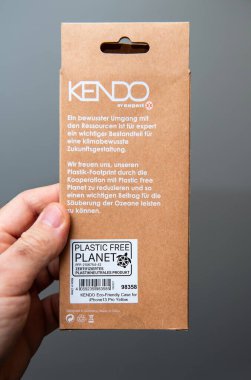 KENDO
by expert
Ein bewusster Umgang mit
den Ressourcen ist für expert
ein wichtiger Bestandteil für
eine klimabewusste
Zukunftsgestaltung.
Wir freuen uns, unseren
Plastik-Footprint durch die
Kooperation mit Plastic Free
Planet zu reduzieren und so
einen wichtigen Beitrag für die
Säuberung der Ozeane leisten
zu können.
PLASTIC FREE
PLANET
ZERTIFIZIERTES
PLASTIKNEUTRALES PRODUKT
98358
KENDO Eco-Friendly Case for
iPhone13 Pro Yellow